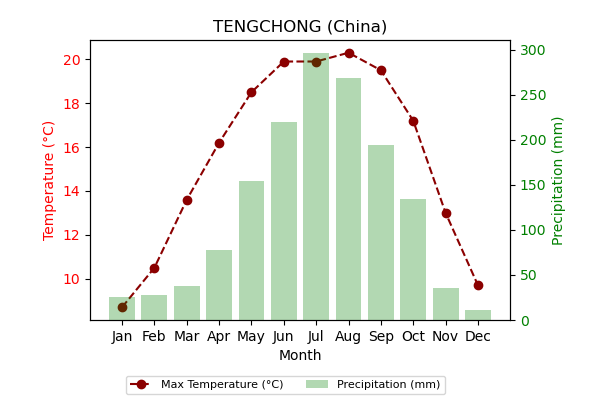 TENGCHONG (China)
Temperature (°C)
20
18
16
14
12
10
300
250
200
150
100
50
0
Precipitation (mm)
Jan Feb Mar Apr May Jun Jul Aug Sep Oct Nov Dec
Month
Max Temperature (°C) Precipitation (mm)